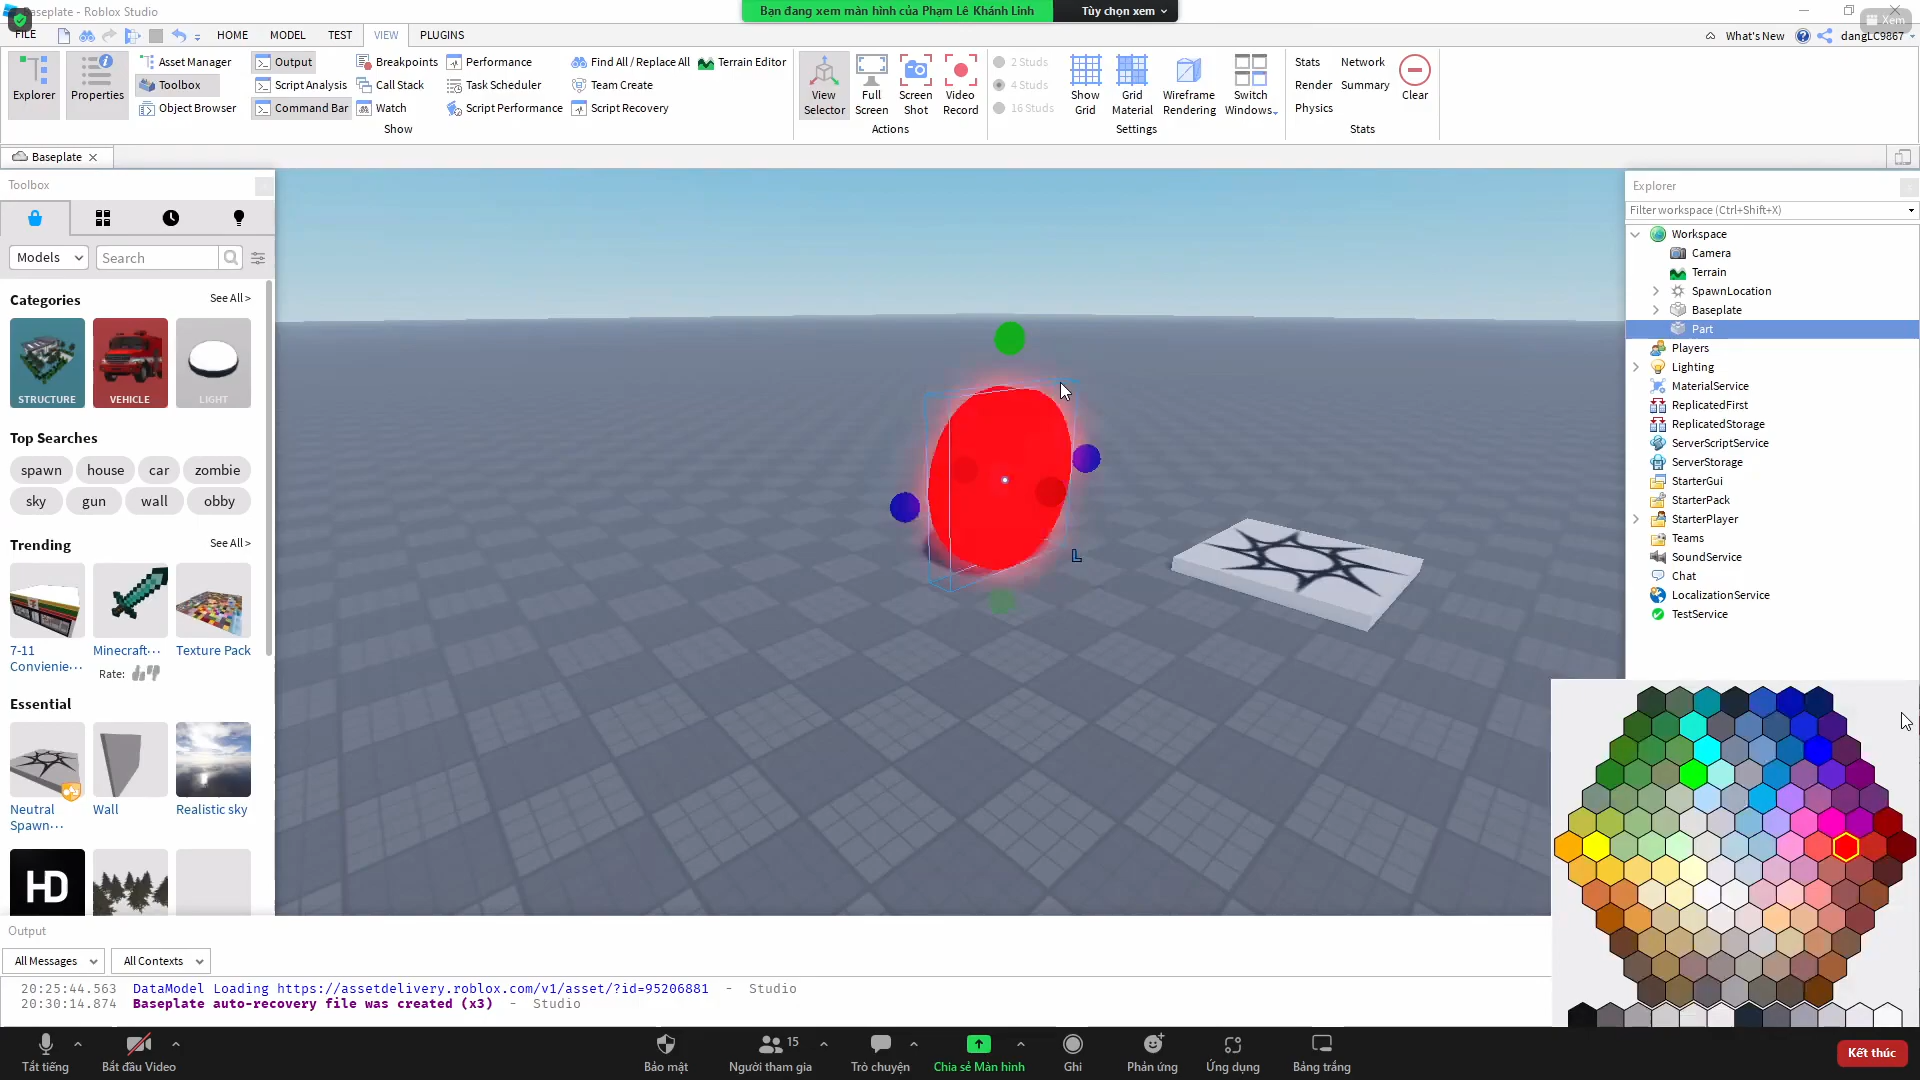 Baseplate - Roblox Studio
Bạn đang xem màn hình của Phạm Lê Khánh Linh
Tùy chọn xem
Xem
FILE
HOME
MODEL
TEST
VIEW
PLUGINS
What's New
dangLC9867
Explorer
Properties
Asset Manager
Toolbox
Object Browser
Output
Script Analysis
Command Bar
Breakpoints
Call Stack
Watch
Performance
Task Scheduler
Script Performance
Find All / Replace All
Team Create
Script Recovery
Terrain Editor
Show
View Selector
Full Screen
Screen Shot
Video Record
Actions
2 Studs
4 Studs
16 Studs
Show Grid
Grid Material
Wireframe Rendering
Switch Windows
Settings
Stats
Network
Render
Summary
Physics
Clear
Stats
Baseplate
Toolbox
Models
Search
Categories
See All >
STRUCTURE
VEHICLE
LIGHT
Top Searches
spawn
house
car
zombie
sky
gun
wall
obby
Trending
See All >
7-11 Convienie...
Minecraft...
Texture Pack
Rate:
Essential
Neutral Spawn...
Wall
Realistic sky
HD
L
Explorer
Filter workspace (Ctrl+Shift+X)
Workspace
Camera
Terrain
SpawnLocation
Baseplate
Part
Players
Lighting
MaterialService
ReplicatedFirst
ReplicatedStorage
ServerScriptService
ServerStorage
StarterGui
StarterPack
StarterPlayer
Teams
SoundService
Chat
LocalizationService
TestService
Output
All Messages
All Contexts
20:25:44.563 DataModel Loading https://assetdelivery.roblox.com/v1/asset/?id=95206881 - Studio
20:30:14.874 Baseplate auto-recovery file was created (x3) - Studio
Tắt tiếng
Bắt đầu Video
Bảo mật
15
Người tham gia
Trò chuyện
Chia sẻ Màn hình
Ghi
Phản ứng
Ứng dụng
Bảng trắng
Kết thúc